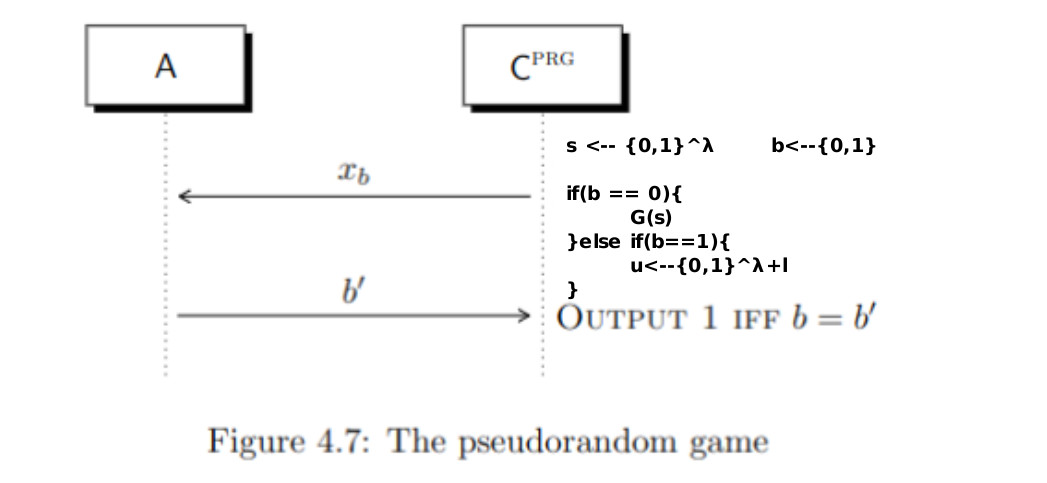 A
C^PRG
s <-- {0,1}^λ b<--{0,1}
x_b
if(b == 0){
G(s)
}else if(b==1){
u<--{0,1}^λ+l
}
b′
OUTPUT 1 IFF b = b′
Figure 4.7: The pseudorandom game